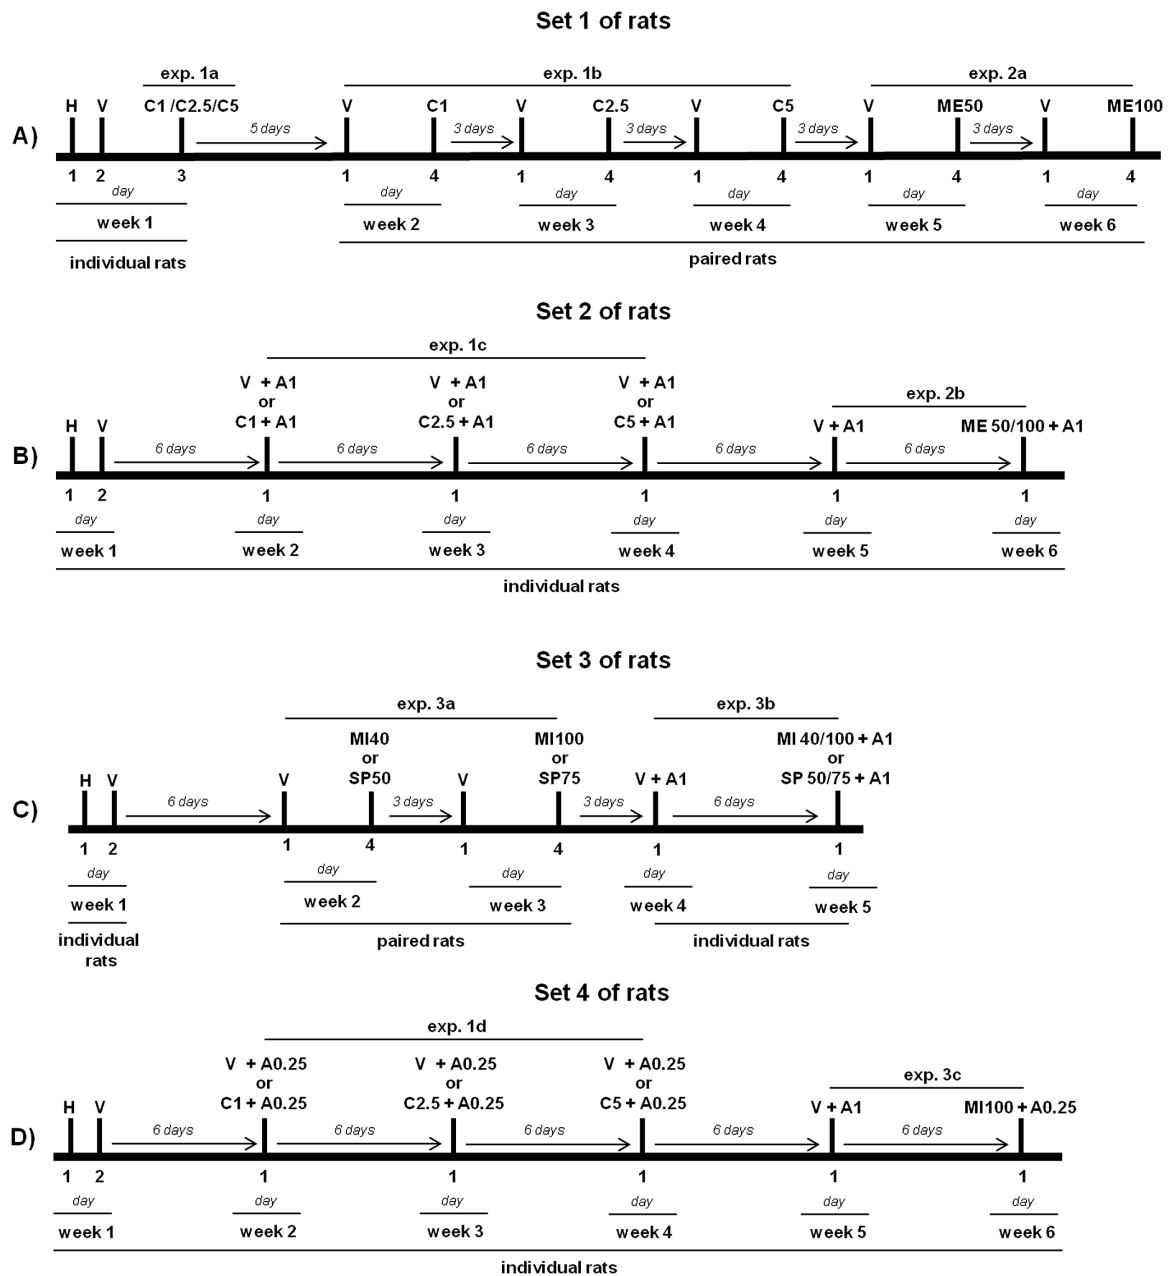 Set 1 of rats
exp. 1a exp. 1b exp. 2a
H V C1 /C2.5/C5 V C1 V C2.5 V C5 V ME50 V ME100
A) 5 days 3 days 3 days 3 days 3 days
1 2 3 1 4 1 4 1 4 1 4 1 4
day day day day day day
week 1 week 2 week 3 week 4 week 5 week 6
individual rats paired rats
Set 2 of rats
exp. 1c
V + A1 V + A1 V + A1
or or or exp. 2b
H V C1 + A1 C2.5 + A1 C5 + A1 V + A1 ME 50/100 + A1
B) 6 days 6 days 6 days 6 days 6 days
1 2 1 1 1 1 1
day day day day day day
week 1 week 2 week 3 week 4 week 5 week 6
individual rats
Set 3 of rats
exp. 3a exp. 3b
MI40 MI100 MI 40/100 + A1
or or or
H V V SP50 V SP75 V + A1 SP 50/75 + A1
C) 6 days 3 days 3 days 6 days
1 2 1 4 1 4 1 1
day day day day day
week 1 week 2 week 3 week 4 week 5
individual rats paired rats individual rats
Set 4 of rats
exp. 1d
V + A0.25 V + A0.25 V + A0.25
or or or exp. 3c
H V C1 + A0.25 C2.5 + A0.25 C5 + A0.25 V + A1 MI100 + A0.25
D) 6 days 6 days 6 days 6 days 6 days
1 2 1 1 1 1 1
day day day day day day
week 1 week 2 week 3 week 4 week 5 week 6
individual rats